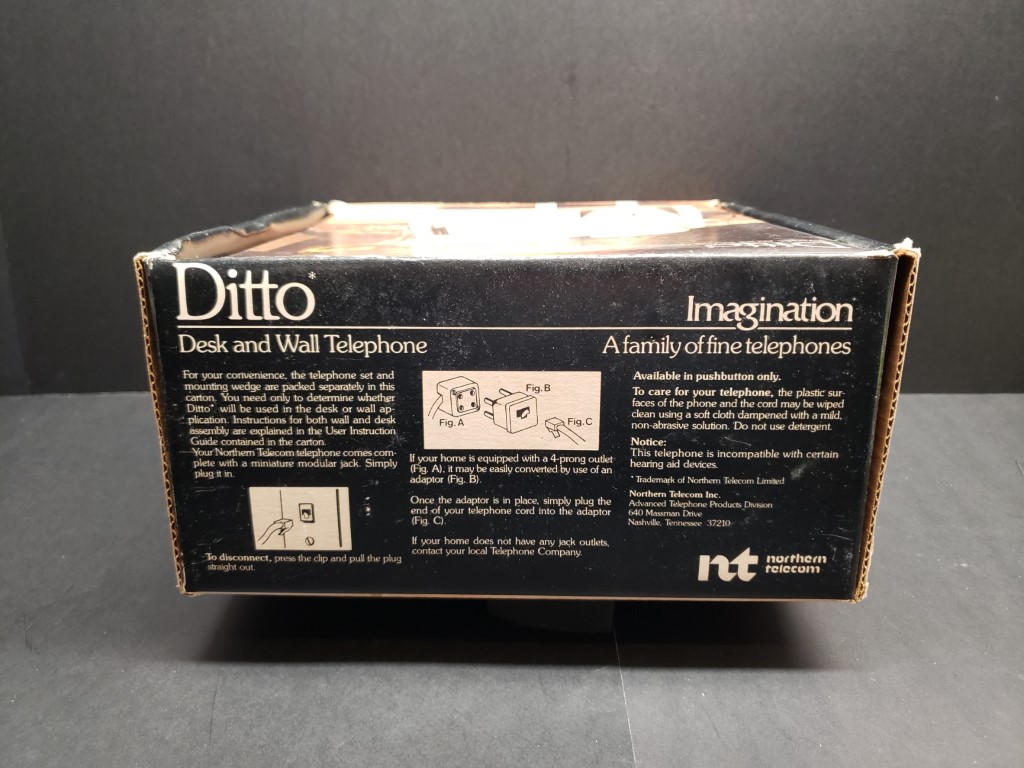 Ditto*
Imagination
Desk and Wall Telephone
A family of fine telephones
For your convenience, the telephone set and
mounting wedge are packed separately in this
carton. You need only to determine whether
Ditto* will be used in the desk or wall ap-
plication. Instructions for both wall and desk
assembly are explained in the User Instruction
Guide contained in the carton.
Your Northern Telecom telephone comes com-
plete with a miniature modular jack. Simply
plug it in.
To disconnect, press the clip and pull the plug
straight out.
Fig. A
Fig. B
Fig. C
If your home is equipped with a 4-prong outlet
(Fig. A), it may be easily converted by use of an
adaptor (Fig. B).
Once the adaptor is in place, simply plug the
end of your telephone cord into the adaptor
(Fig. C).
If your home does not have any jack outlets,
contact your local Telephone Company.
Available in pushbutton only.
To care for your telephone, the plastic sur-
faces of the phone and the cord may be wiped
clean using a soft cloth dampened with a mild,
non-abrasive solution. Do not use detergent.
Notice:
This telephone is incompatible with certain
hearing aid devices.
*Trademark of Northern Telecom Limited
Northern Telecom Inc.
Advanced Telephone Products Division
640 Massman Drive
Nashville, Tennessee 37210
nt northern
telecom